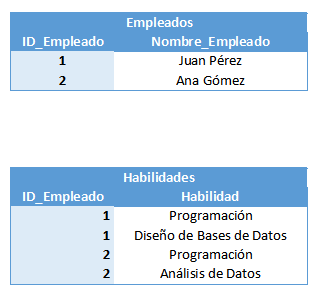 Empleados
ID_Empleado Nombre_Empleado
1 Juan Pérez
2 Ana Gómez
Habilidades
ID_Empleado Habilidad
1 Programación
1 Diseño de Bases de Datos
2 Programación
2 Análisis de Datos